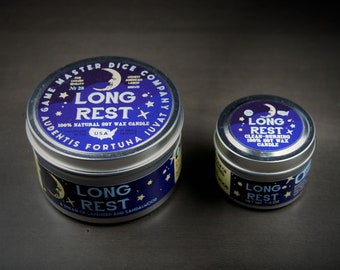 GAME MASTER DICE COMPANY
Nº 28
LONG
REST
100% NATURAL SOY WAX
CANDLE
USA
AUDENTIS FORTUNA IUVAT
LONG
REST
LONG
REST
CLEAN-BURNING
100% SOY WAX
CANDLE
LONG
REST